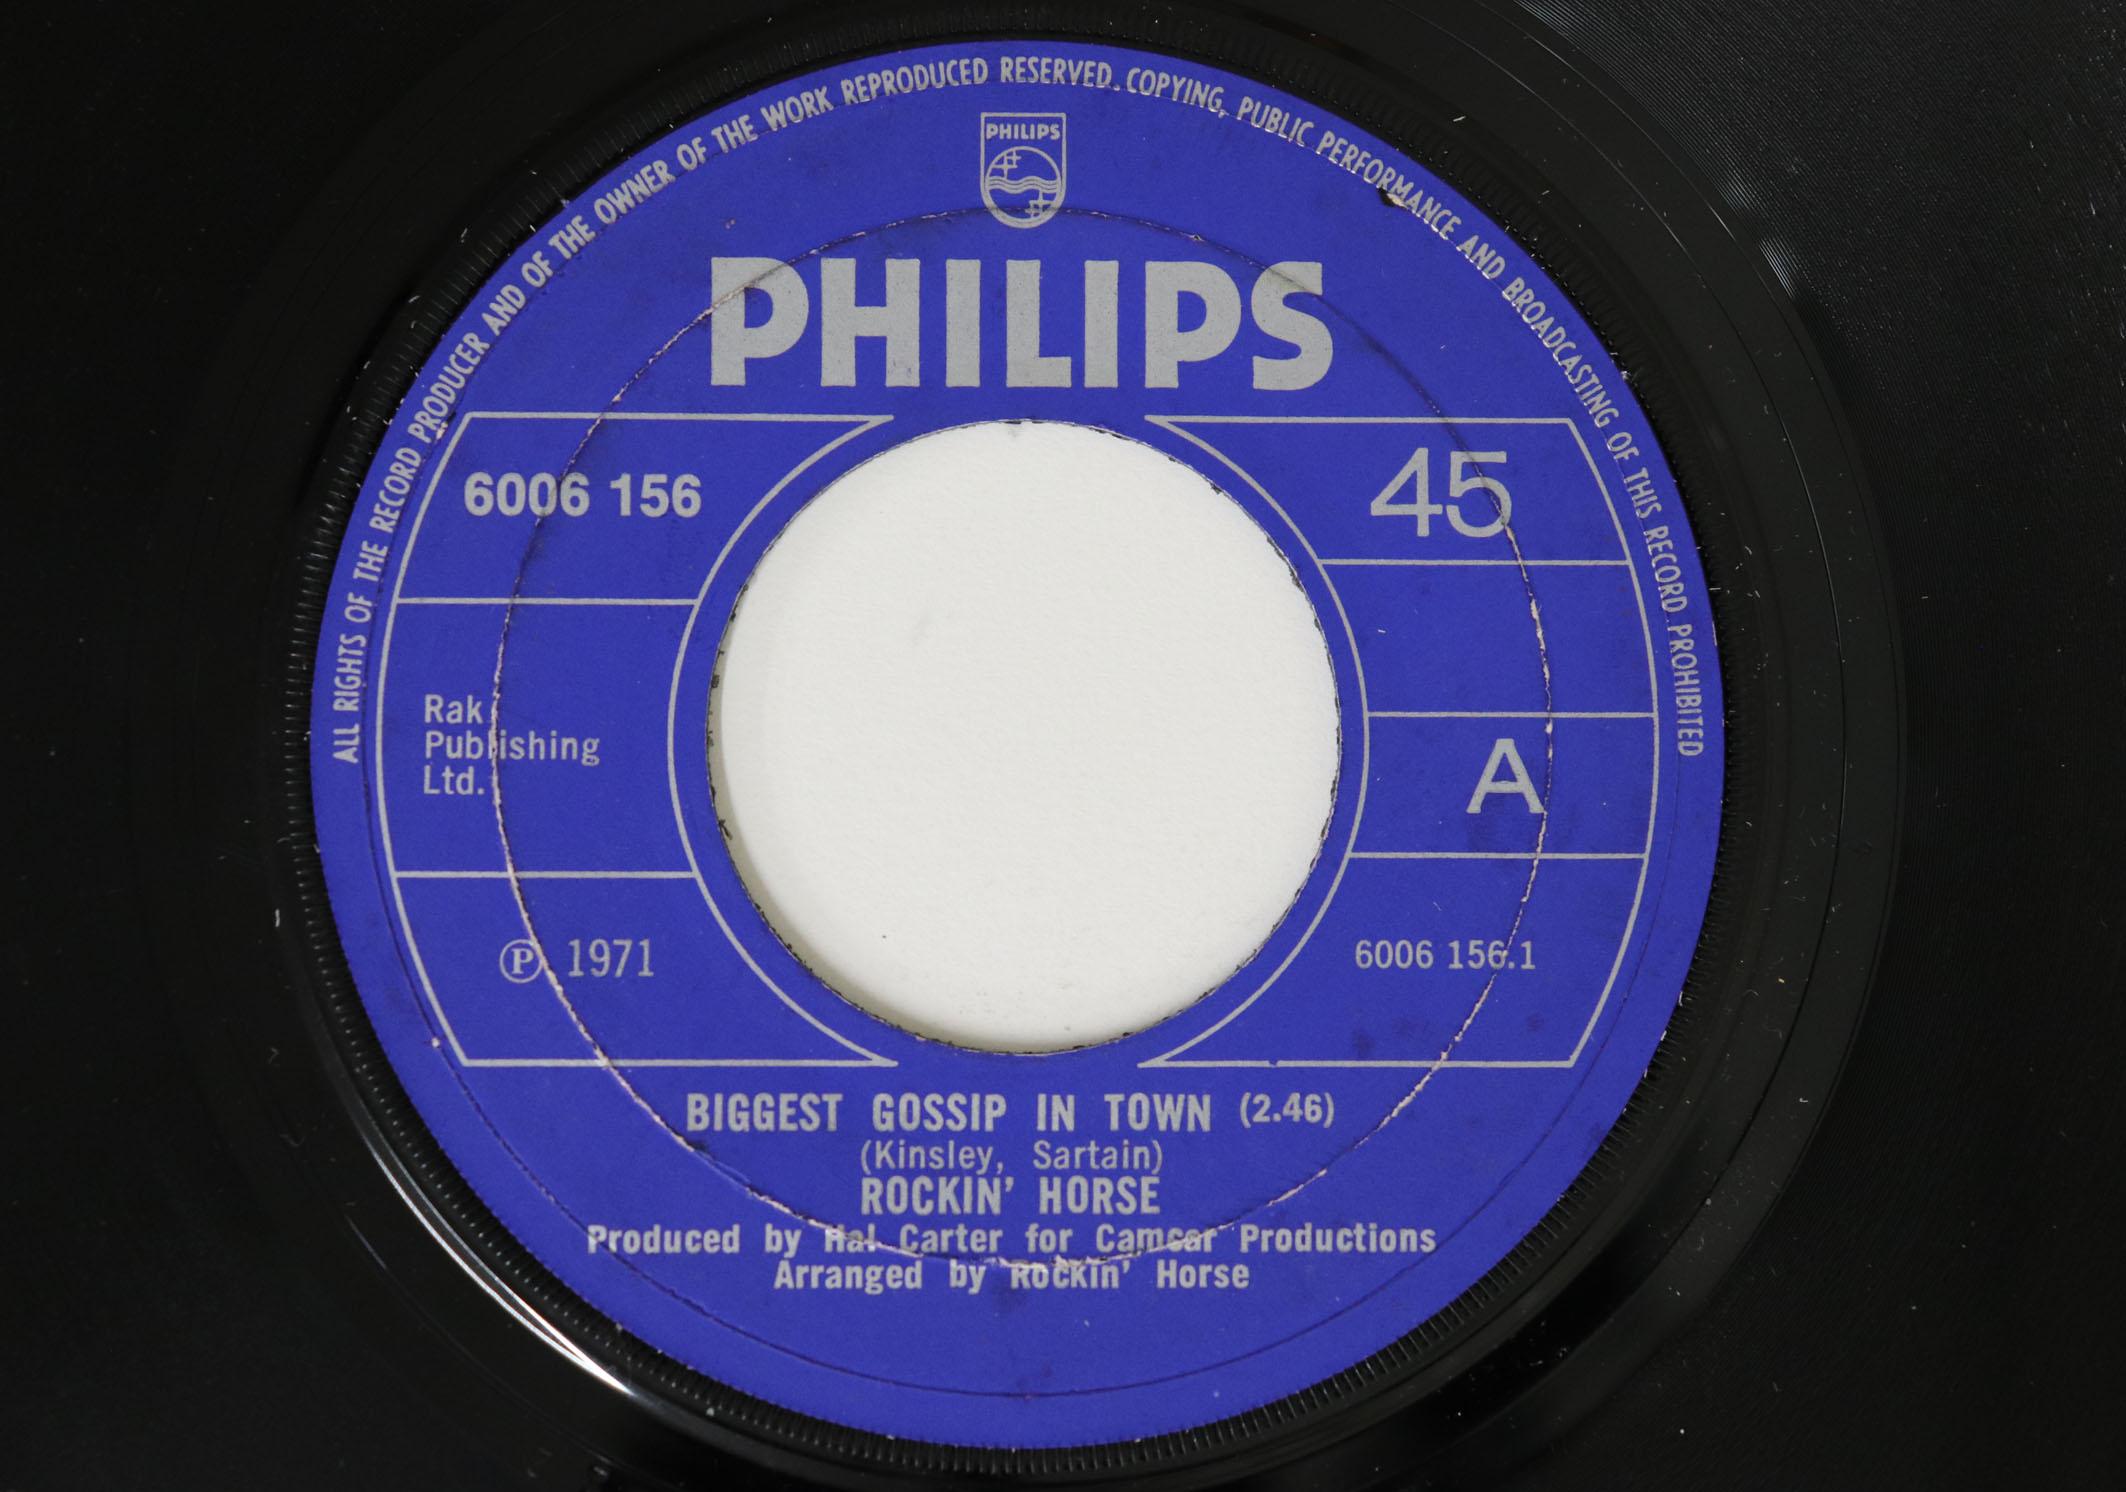 ALL RIGHTS OF THE RECORD PRODUCER AND OF THE OWNER OF THE WORK REPRODUCED RESERVED. COPYING, PUBLIC PERFORMANCE AND BROADCASTING OF THIS RECORD PROHIBITED
PHILIPS
PHILIPS
6006 156
45
Rak
Publishing
Ltd.
A
Ⓟ 1971
6006 156.1
BIGGEST GOSSIP IN TOWN (2.46)
(Kinsley, Sartain)
ROCKIN' HORSE
Produced by Hal Carter for Camcar Productions
Arranged by Rockin' Horse